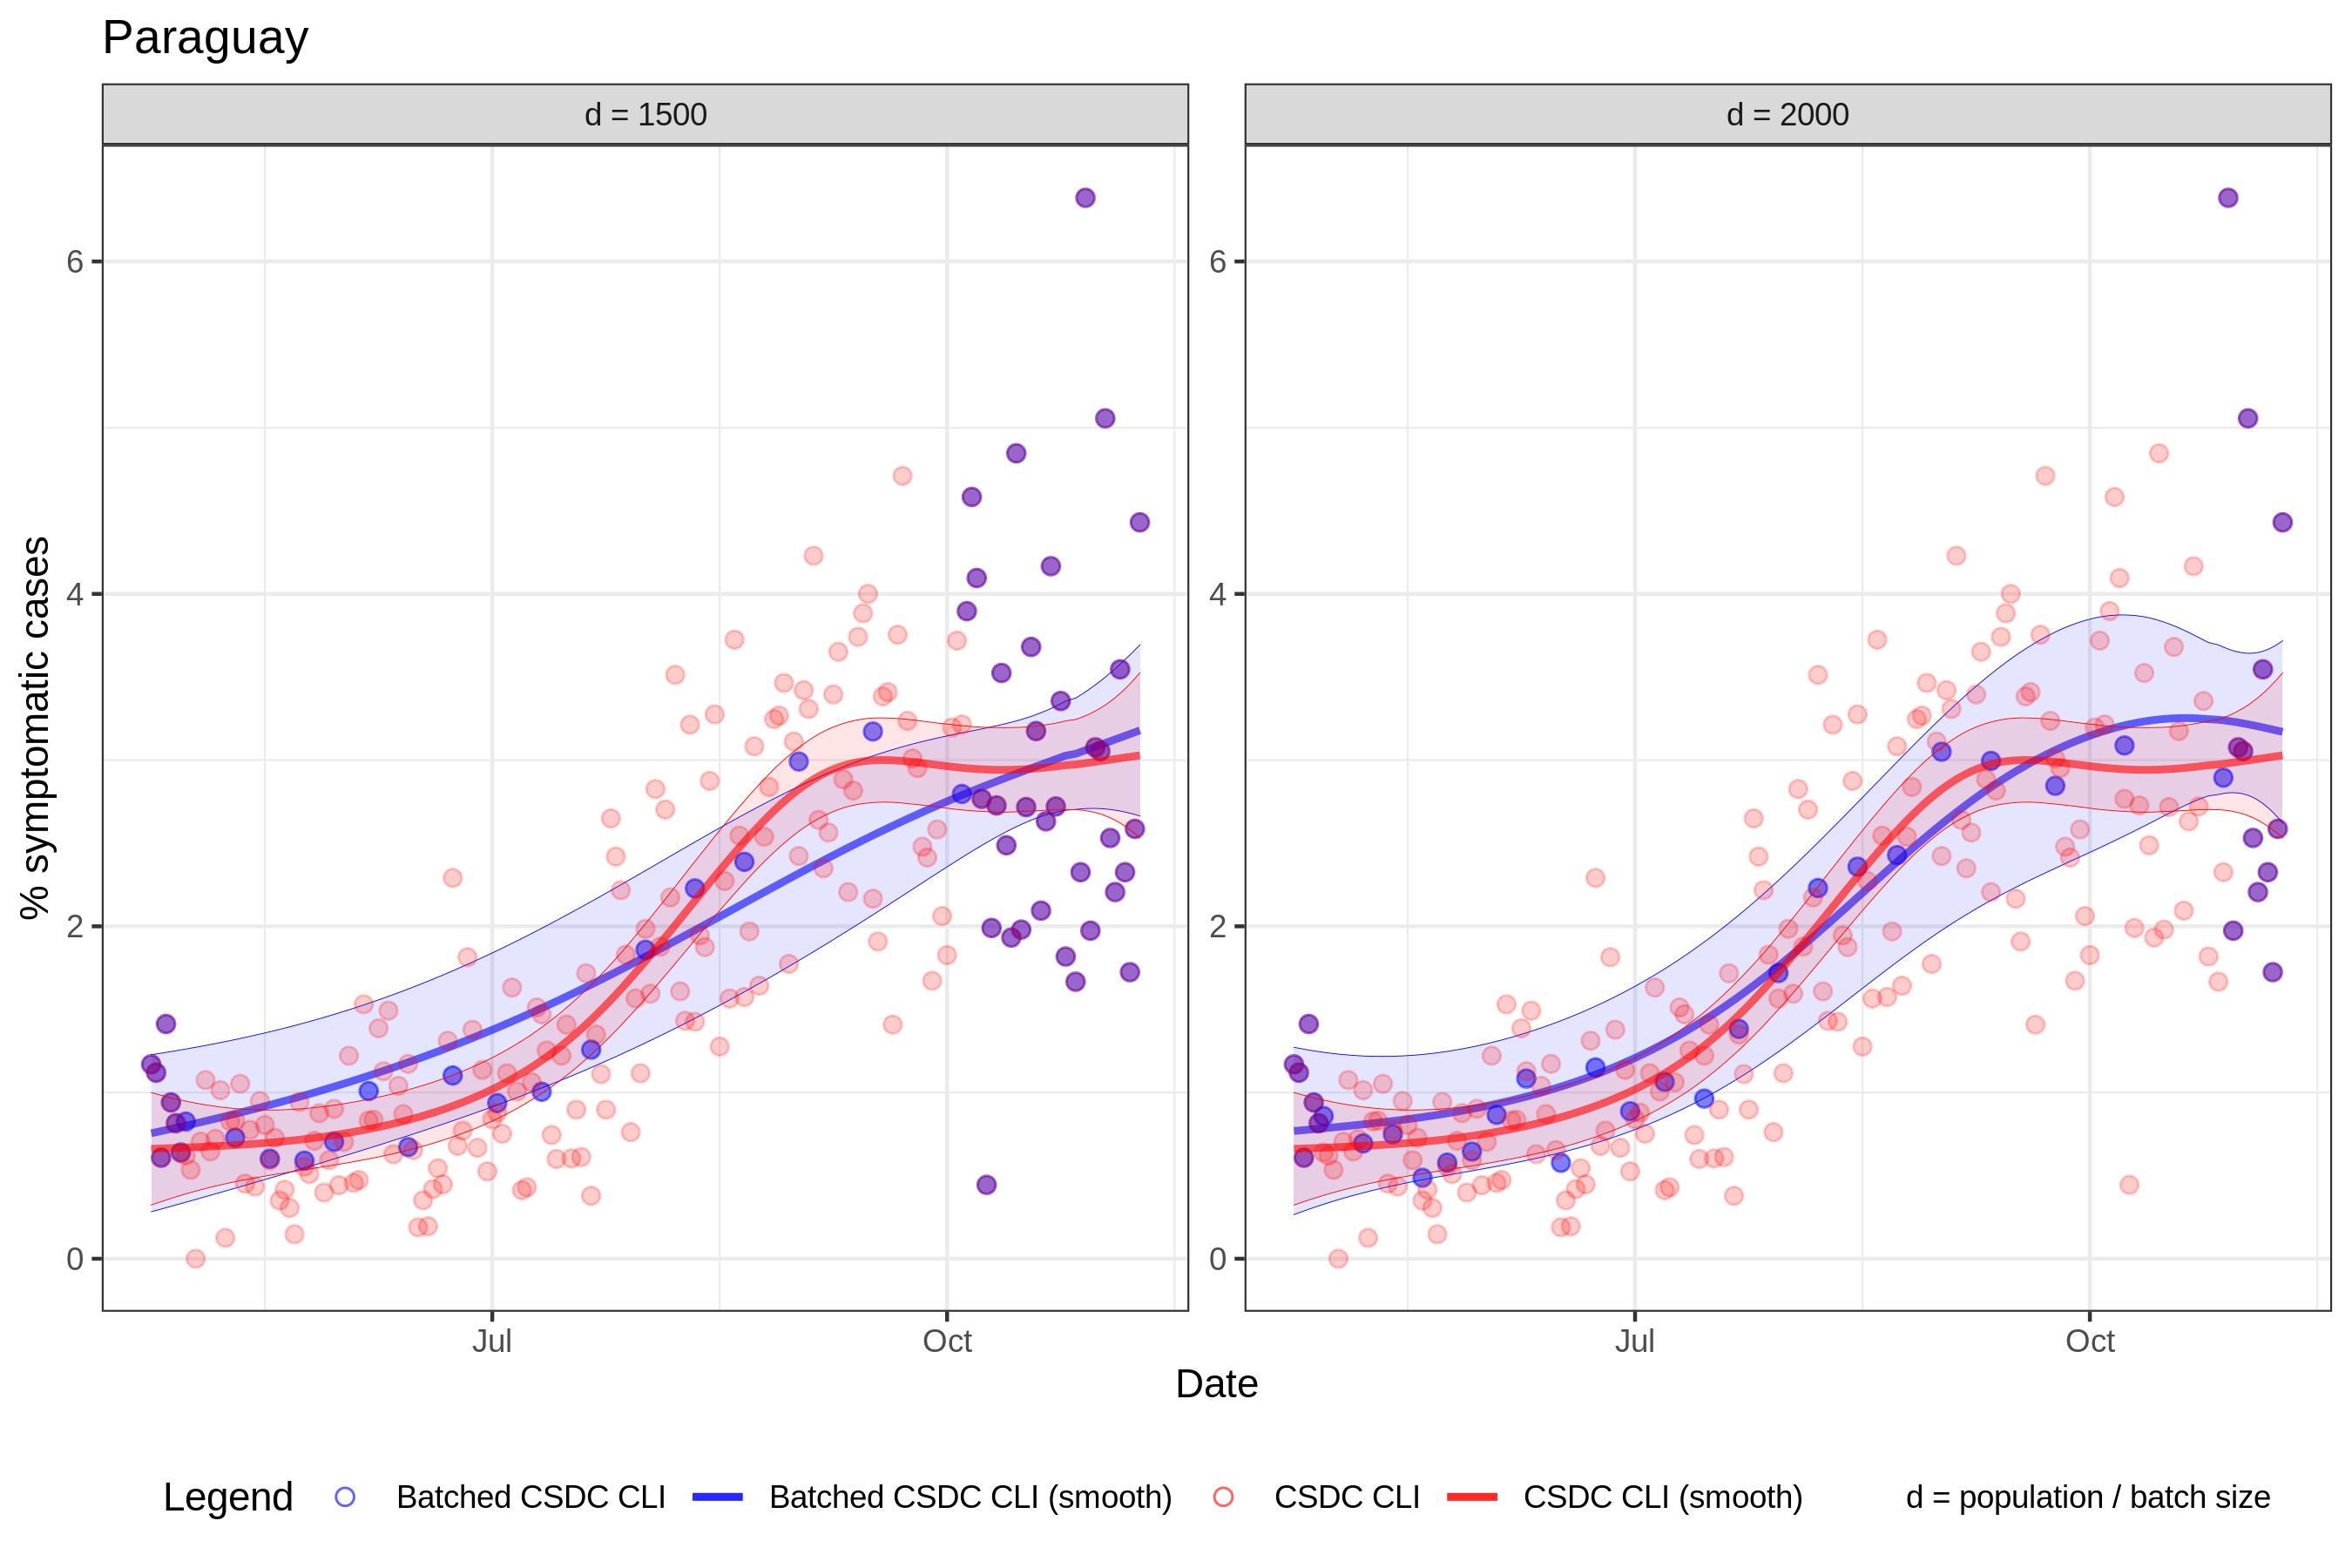 Paraguay
d = 1500
d = 2000
% symptomatic cases
6
4
2
0
6
4
2
0
Jul
Oct
Jul
Oct
Date
Legend
Batched CSDC CLI
Batched CSDC CLI (smooth)
CSDC CLI
CSDC CLI (smooth)
d = population / batch size